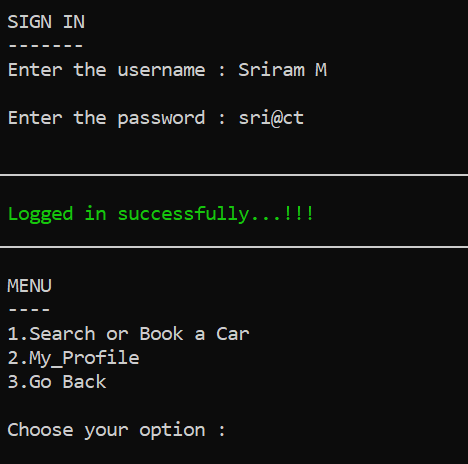 SIGN IN
-------
Enter the username : Sriram M
Enter the password : sri@ct
Logged in successfully...!!!
MENU
----
1.Search or Book a Car
2.My_Profile
3.Go Back
Choose your option :